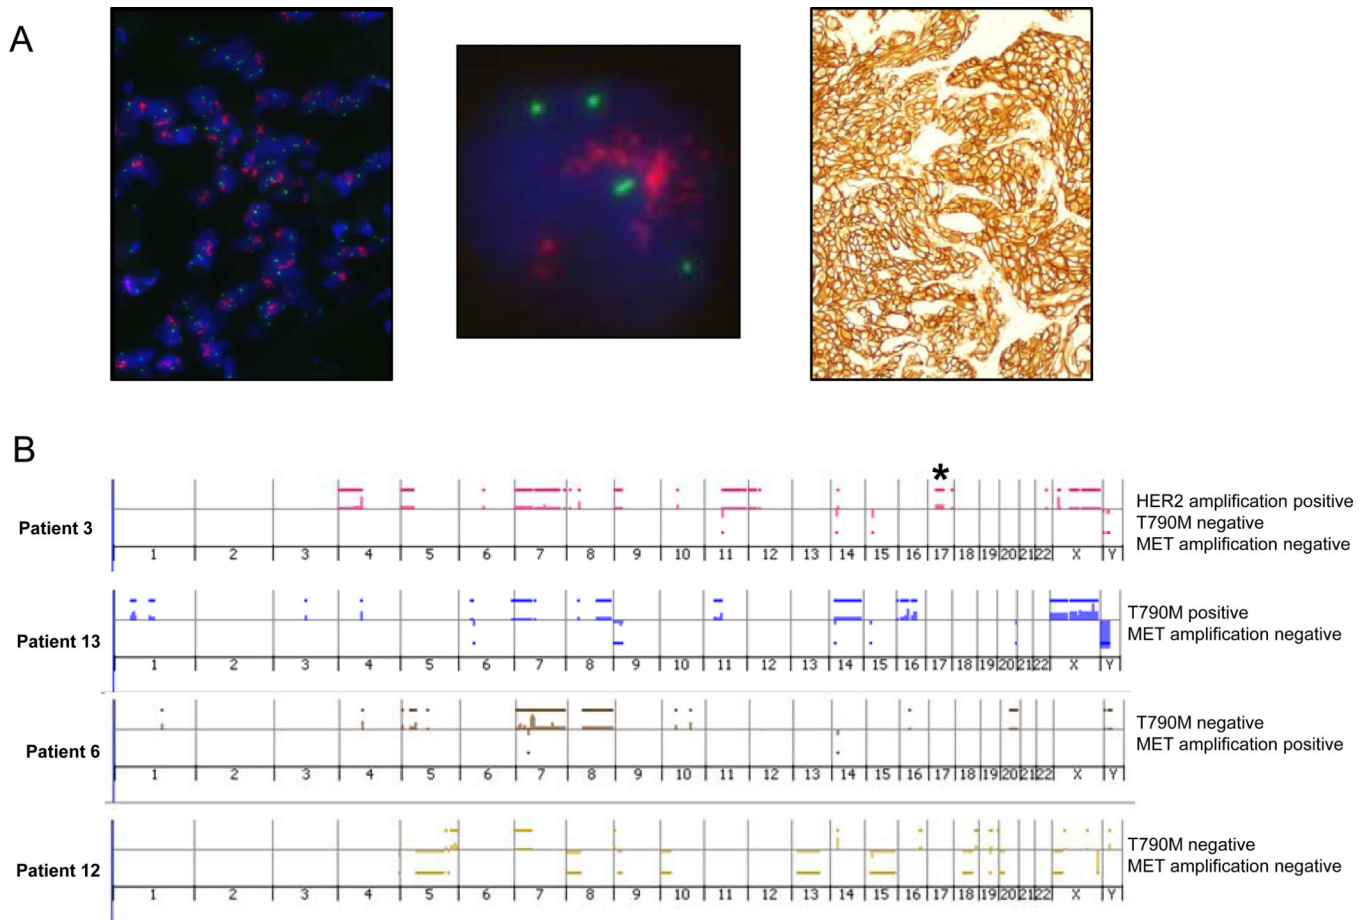 A
B
*
Patient 3
HER2 amplification positive
T790M negative
MET amplification negative
1 2 3 4 5 6 7 8 9 10 11 12 13 14 15 16 17 18 19 20 21 22 X Y
Patient 13
T790M positive
MET amplification negative
1 2 3 4 5 6 7 8 9 10 11 12 13 14 15 16 17 18 19 20 21 22 X Y
Patient 6
T790M negative
MET amplification positive
1 2 3 4 5 6 7 8 9 10 11 12 13 14 15 16 17 18 19 20 21 22 X Y
Patient 12
T790M negative
MET amplification negative
1 2 3 4 5 6 7 8 9 10 11 12 13 14 15 16 17 18 19 20 21 22 X Y